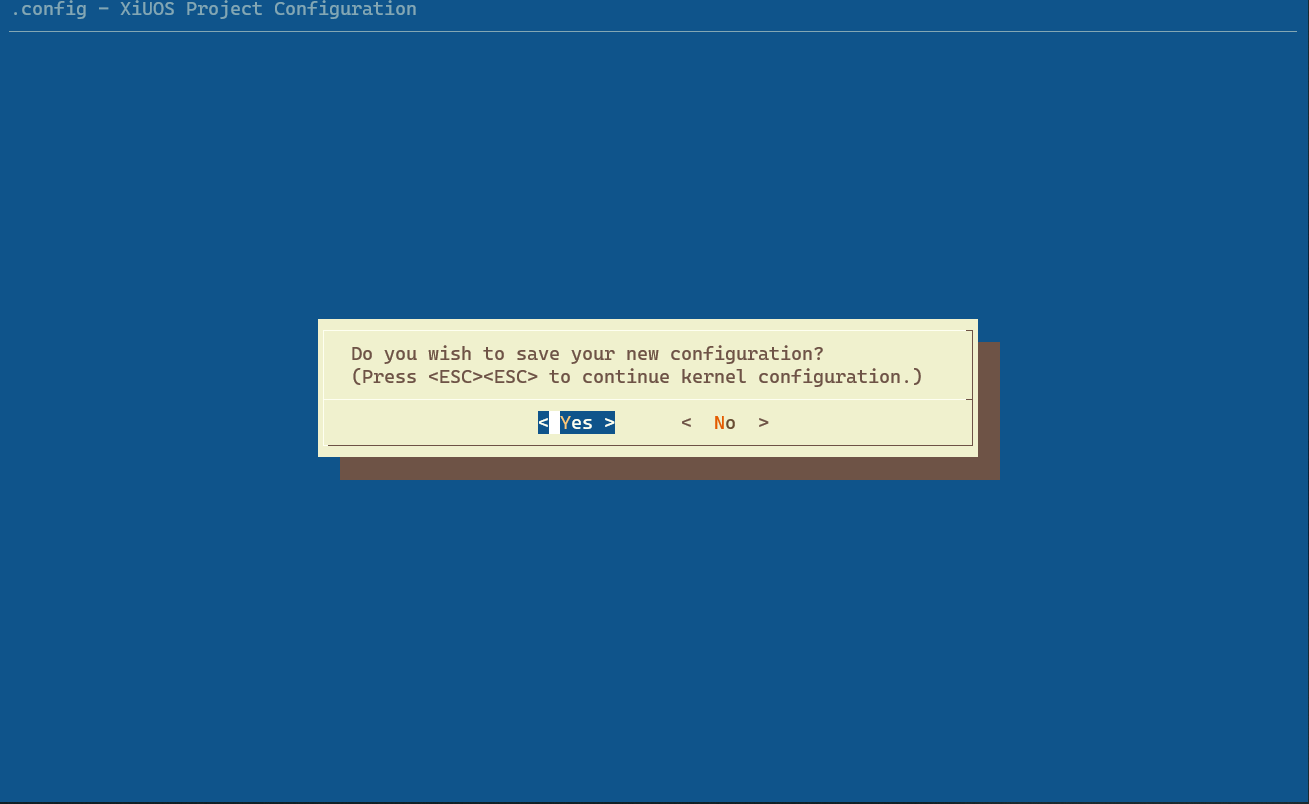 .config - XiUOS Project Configuration
Do you wish to save your new configuration?
(Press <ESC><ESC> to continue kernel configuration.)
< Yes > < No >